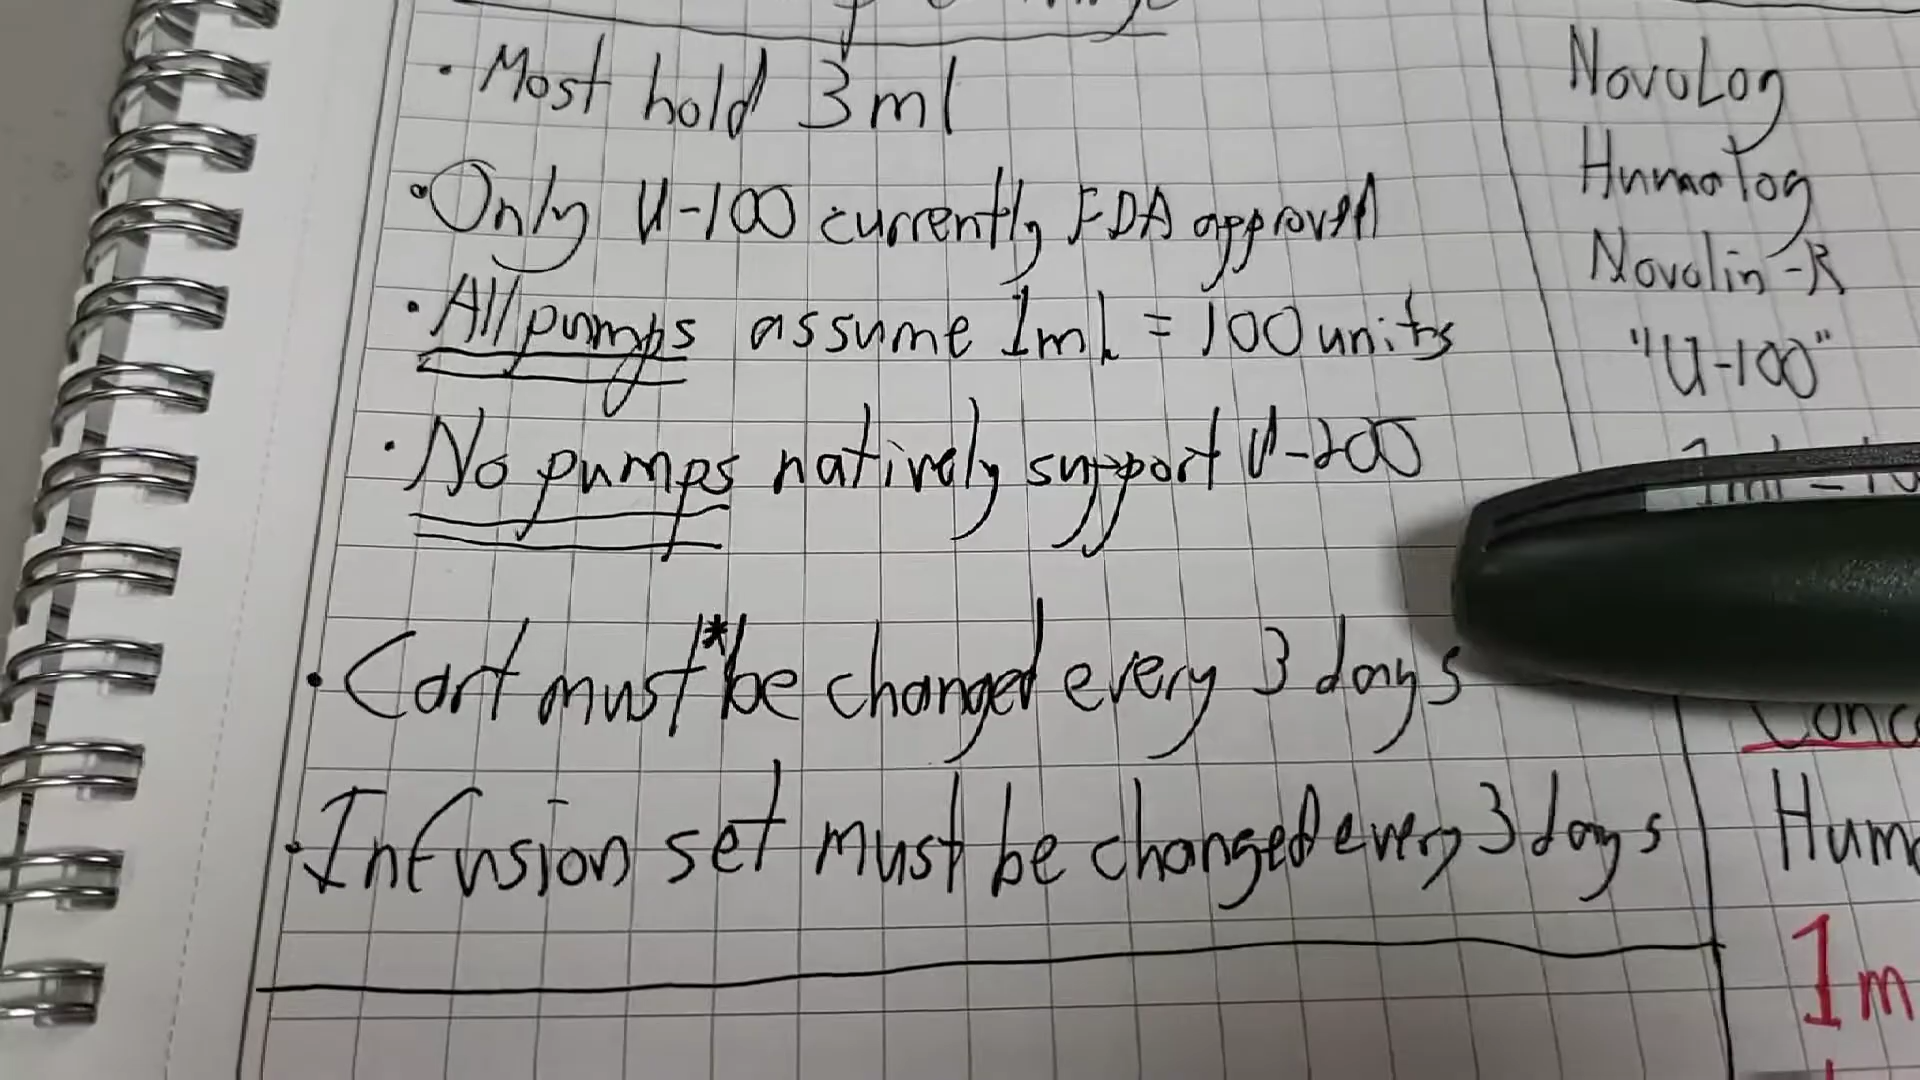 • Most hold 3ml
• Only U-100 currently FDA approved
• All pumps assume 1ml = 100 units
• No pumps natively support U-200
• Cart must* be changed every 3 days
• Infusion set must be changed every 3 days
NovoLog
Humalog
Novolin-R
"U-100"
1ml =
Hum
1m